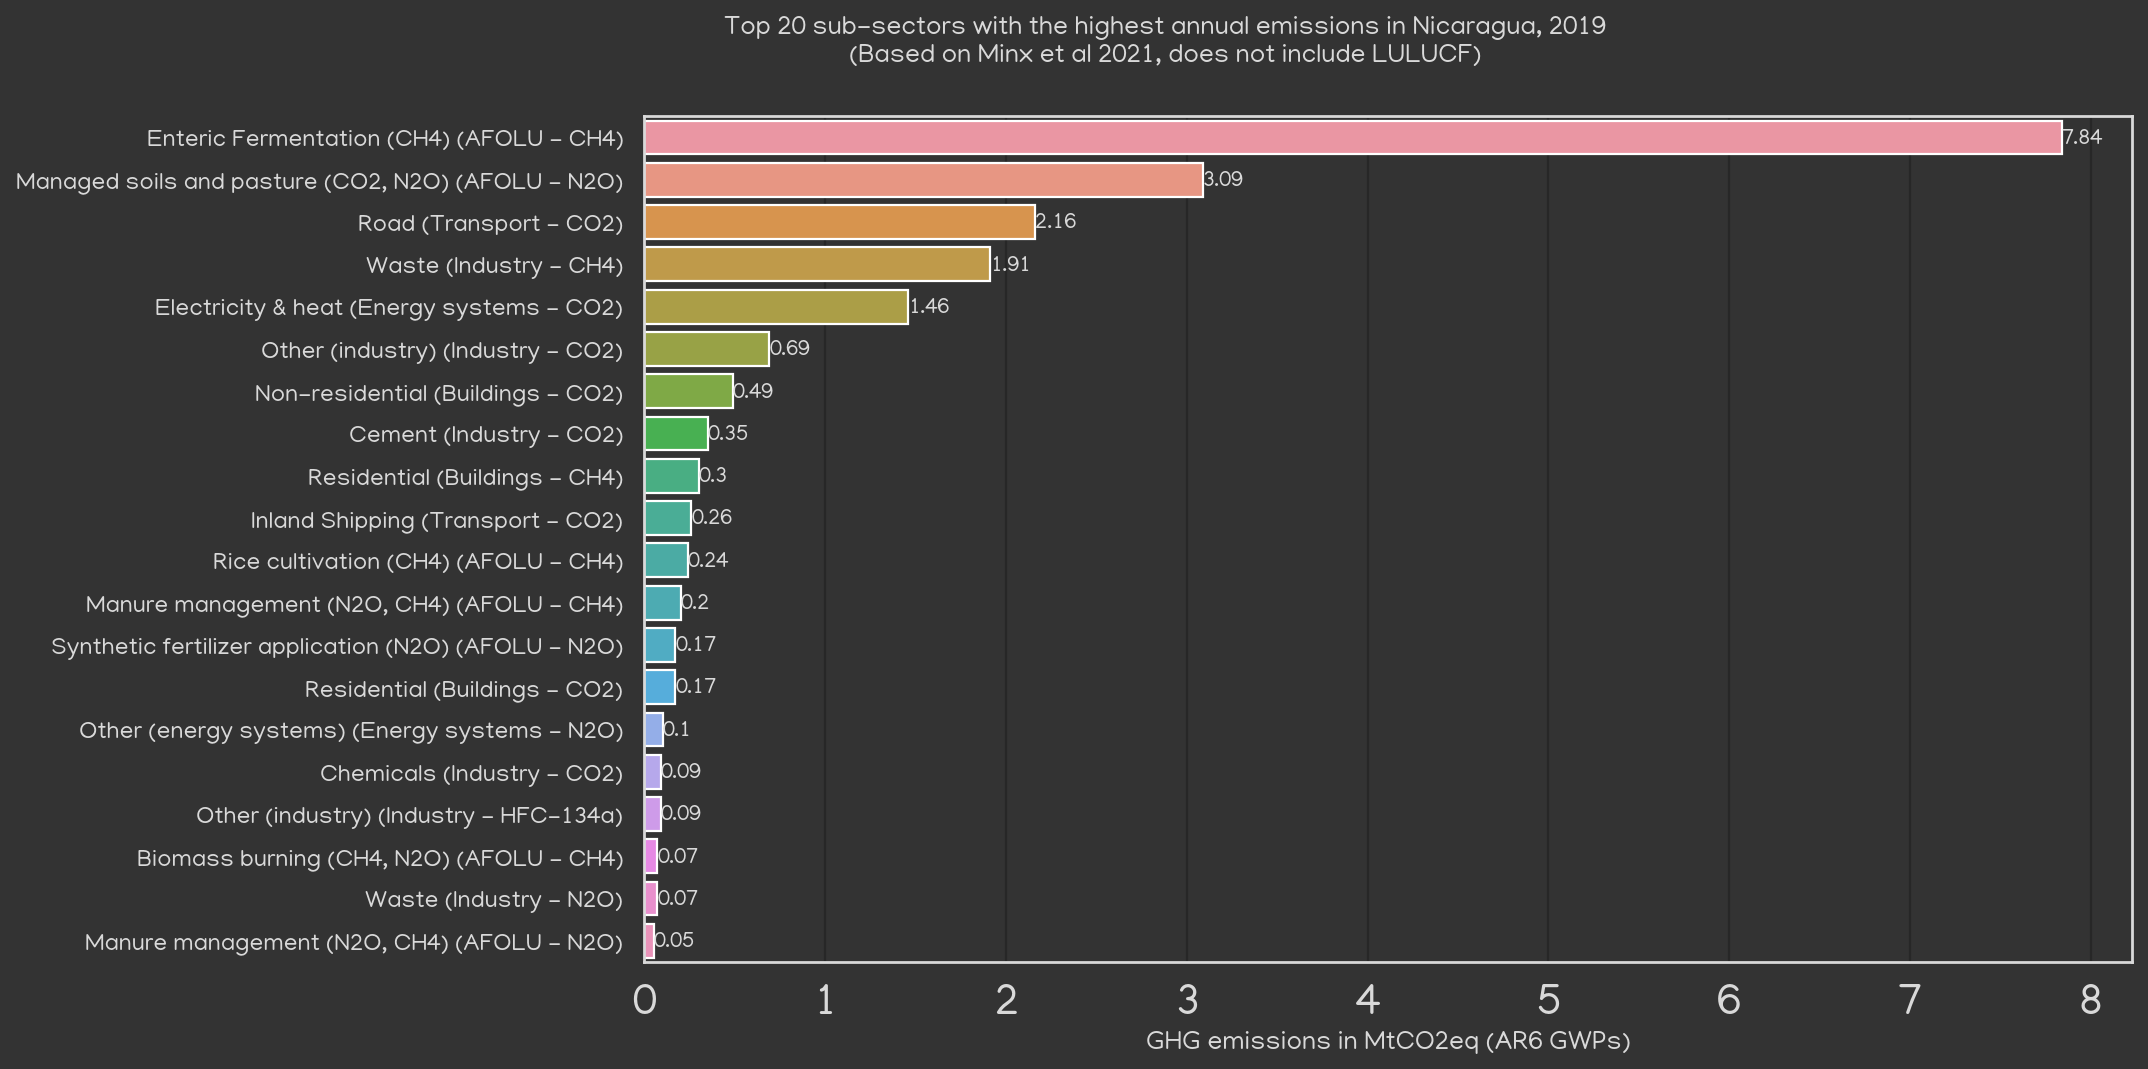 Top 20 sub-sectors with the highest annual emissions in Nicaragua, 2019
(Based on Minx et al 2021, does not include LULUCF)
Enteric Fermentation (CH4) (AFOLU - CH4) 7.84
Managed soils and pasture (CO2, N2O) (AFOLU - N2O) 3.09
Road (Transport - CO2) 2.16
Waste (Industry - CH4) 1.91
Electricity & heat (Energy systems - CO2) 1.46
Other (industry) (Industry - CO2) 0.69
Non-residential (Buildings - CO2) 0.49
Cement (Industry - CO2) 0.35
Residential (Buildings - CH4) 0.3
Inland Shipping (Transport - CO2) 0.26
Rice cultivation (CH4) (AFOLU - CH4) 0.24
Manure management (N2O, CH4) (AFOLU - CH4) 0.2
Synthetic fertilizer application (N2O) (AFOLU - N2O) 0.17
Residential (Buildings - CO2) 0.17
Other (energy systems) (Energy systems - N2O) 0.1
Chemicals (Industry - CO2) 0.09
Other (industry) (Industry - HFC-134a) 0.09
Biomass burning (CH4, N2O) (AFOLU - CH4) 0.07
Waste (Industry - N2O) 0.07
Manure management (N2O, CH4) (AFOLU - N2O) 0.05
0 1 2 3 4 5 6 7 8
GHG emissions in MtCO2eq (AR6 GWPs)